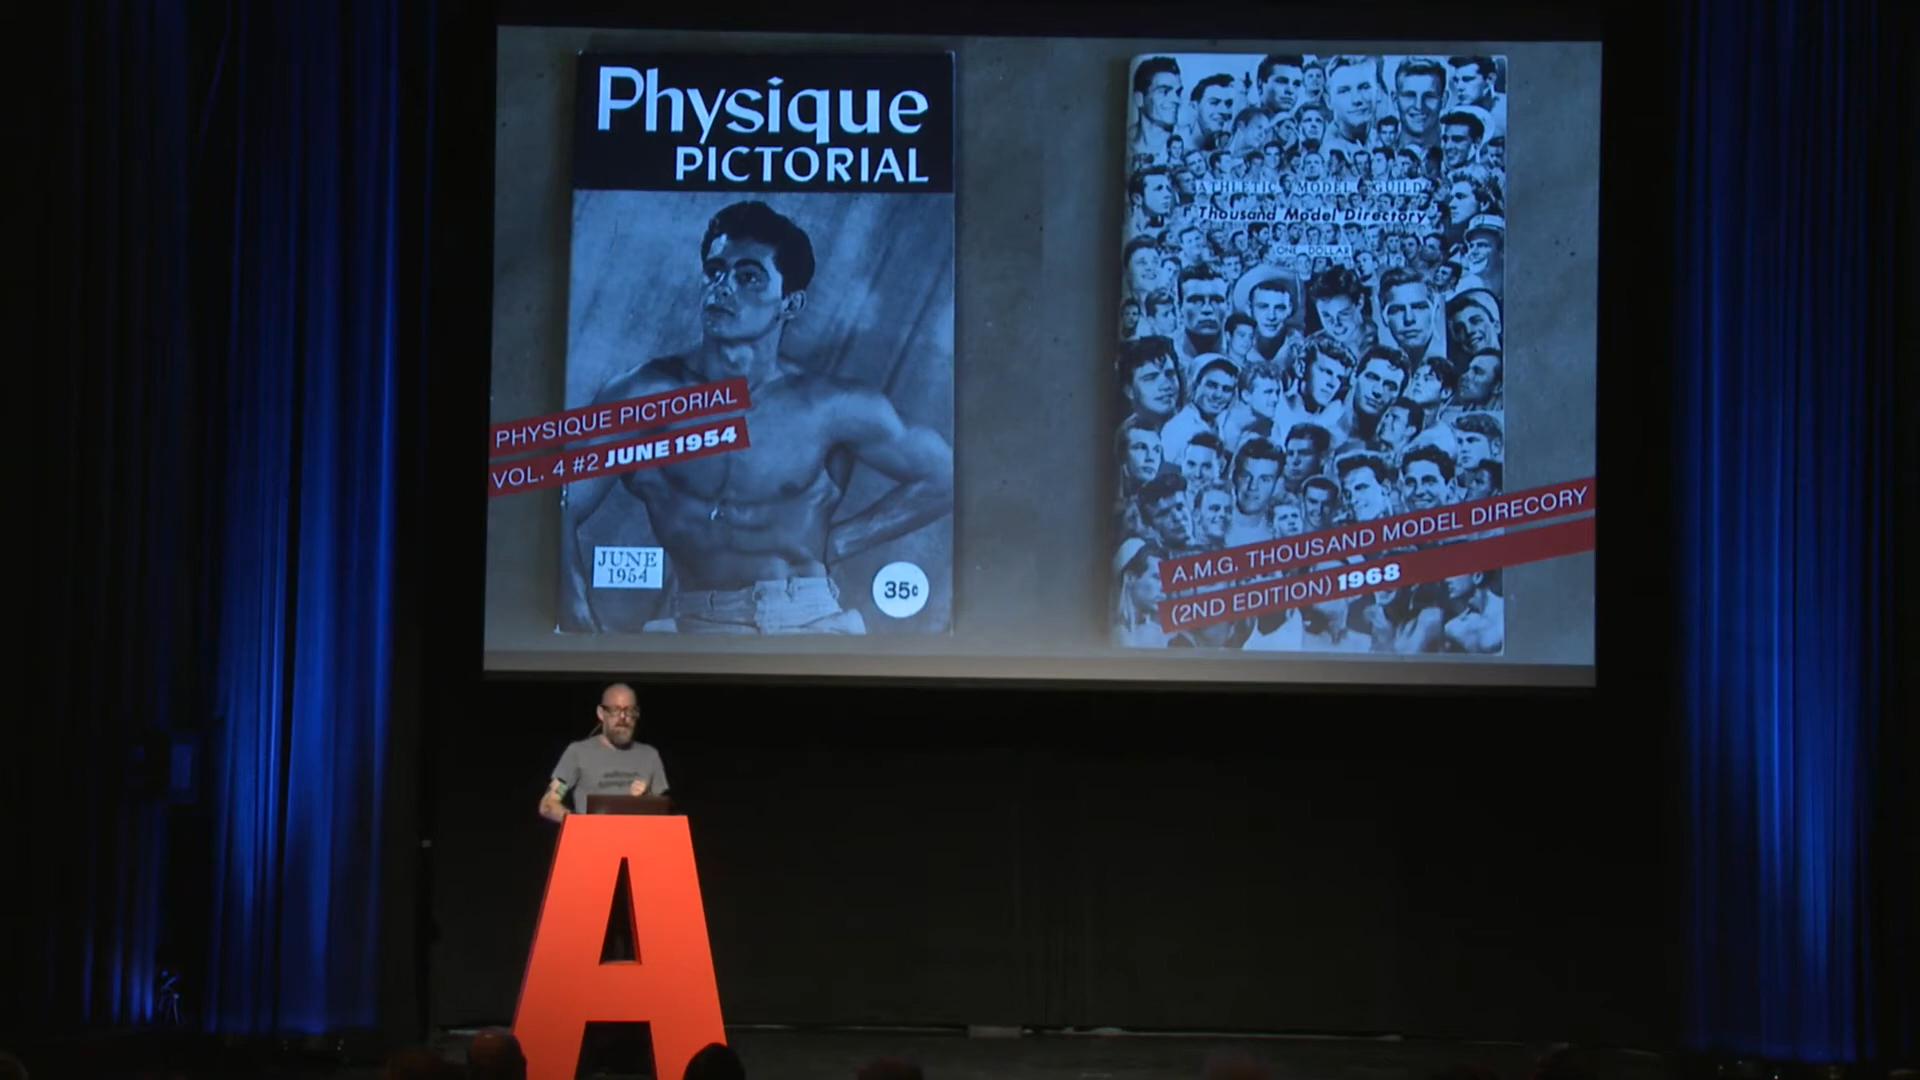 Physique
PICTORIAL
PHYSIQUE PICTORIAL
VOL. 4 #2 JUNE 1954
JUNE
1954
35¢
ATHLETIC MODEL GUILD
Thousand Model Directory
ONE DOLLAR
A.M.G. THOUSAND MODEL DIRECORY
(2ND EDITION) 1968
A